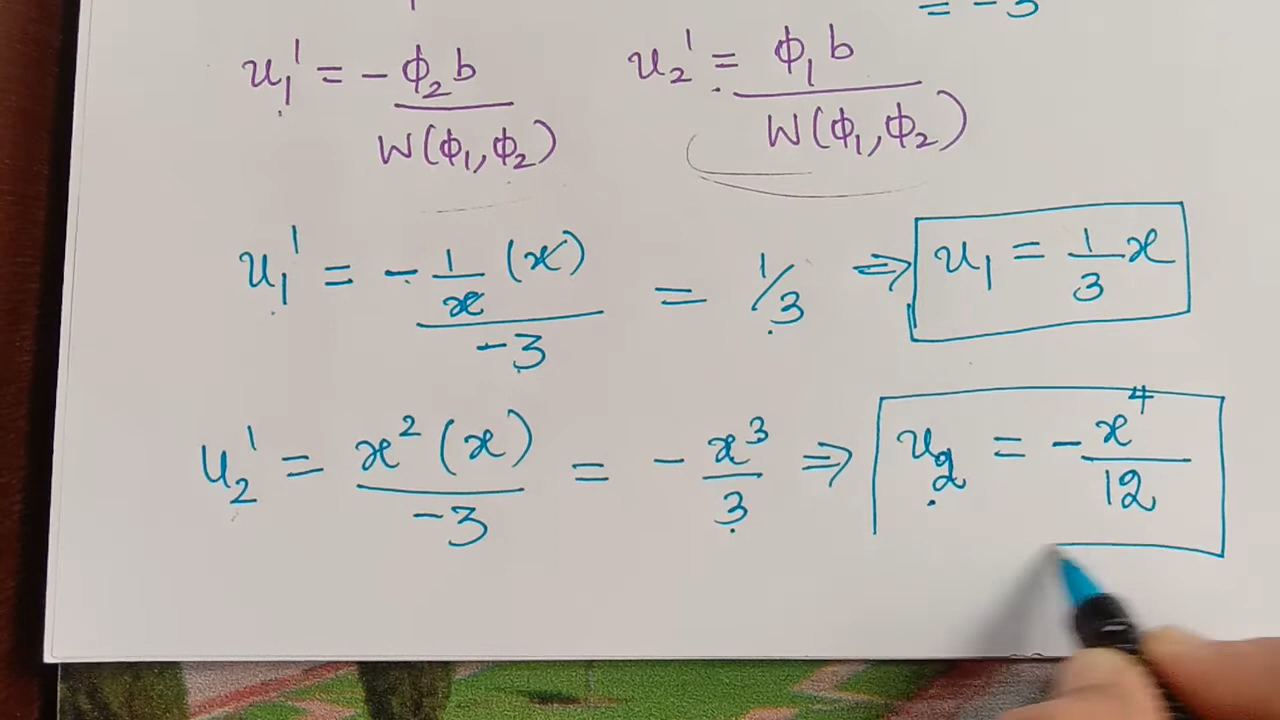 = -3
u₁' = - ϕ₂ b / W(ϕ₁, ϕ₂) u₂' = ϕ₁ b / W(ϕ₁, ϕ₂)
u₁' = - 1/x (x) / -3 = 1/3 ⇒ u₁ = 1/3 x
u₂' = x² (x) / -3 = - x³/3 ⇒ u₂ = - x⁴/12